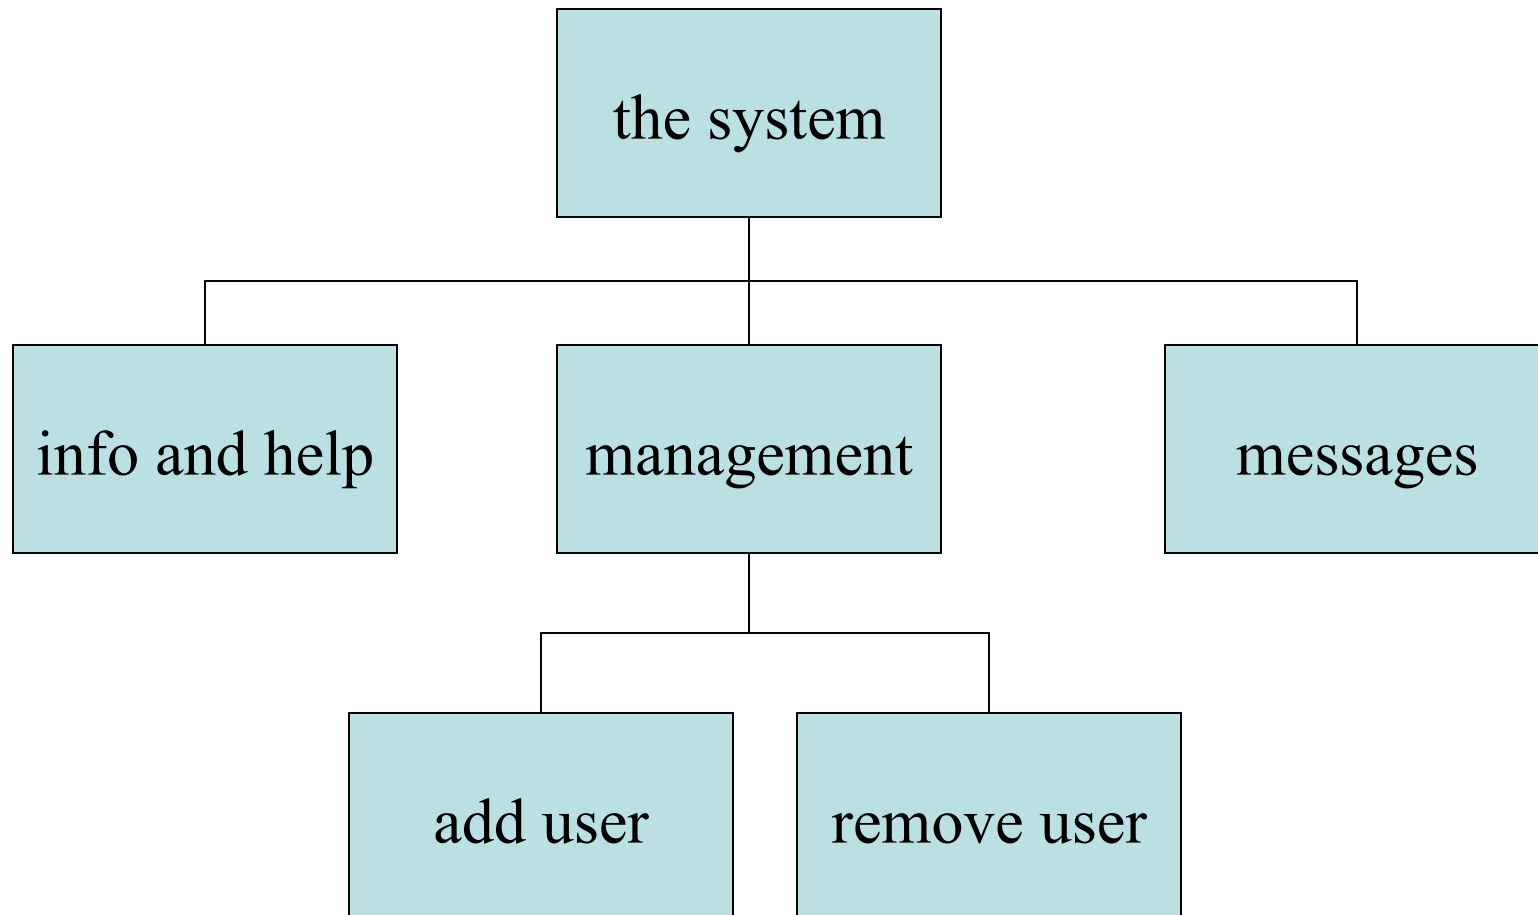 the system
info and help
management
messages
add user
remove user